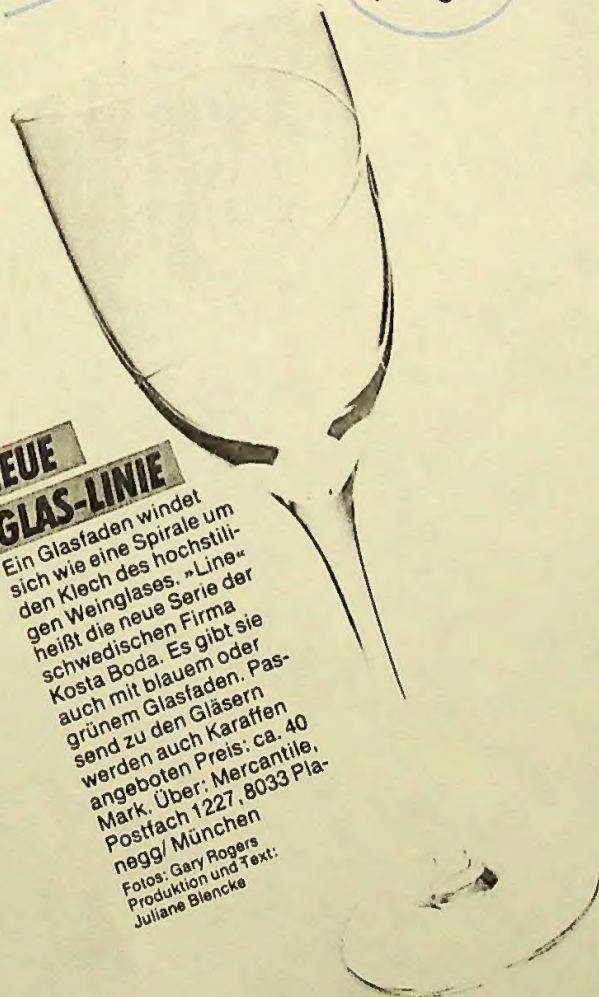 EUE
GLAS-LINIE
Ein Glasfaden windet
sich wie eine Spirale um
den Klech des hochstili-
gen Weinglases. »Line«
heißt die neue Serie der
schwedischen Firma
Kosta Boda. Es gibt sie
auch mit blauem oder
grünem Glasfaden. Pas-
send zu den Gläsern
werden auch Karaffen
angeboten Preis: ca. 40
Mark. Über: Mercantile,
Postfach 1227, 8033 Pla-
negg/ München
Fotos: Gary Rogers
Produktion und Text:
Juliane Blencke